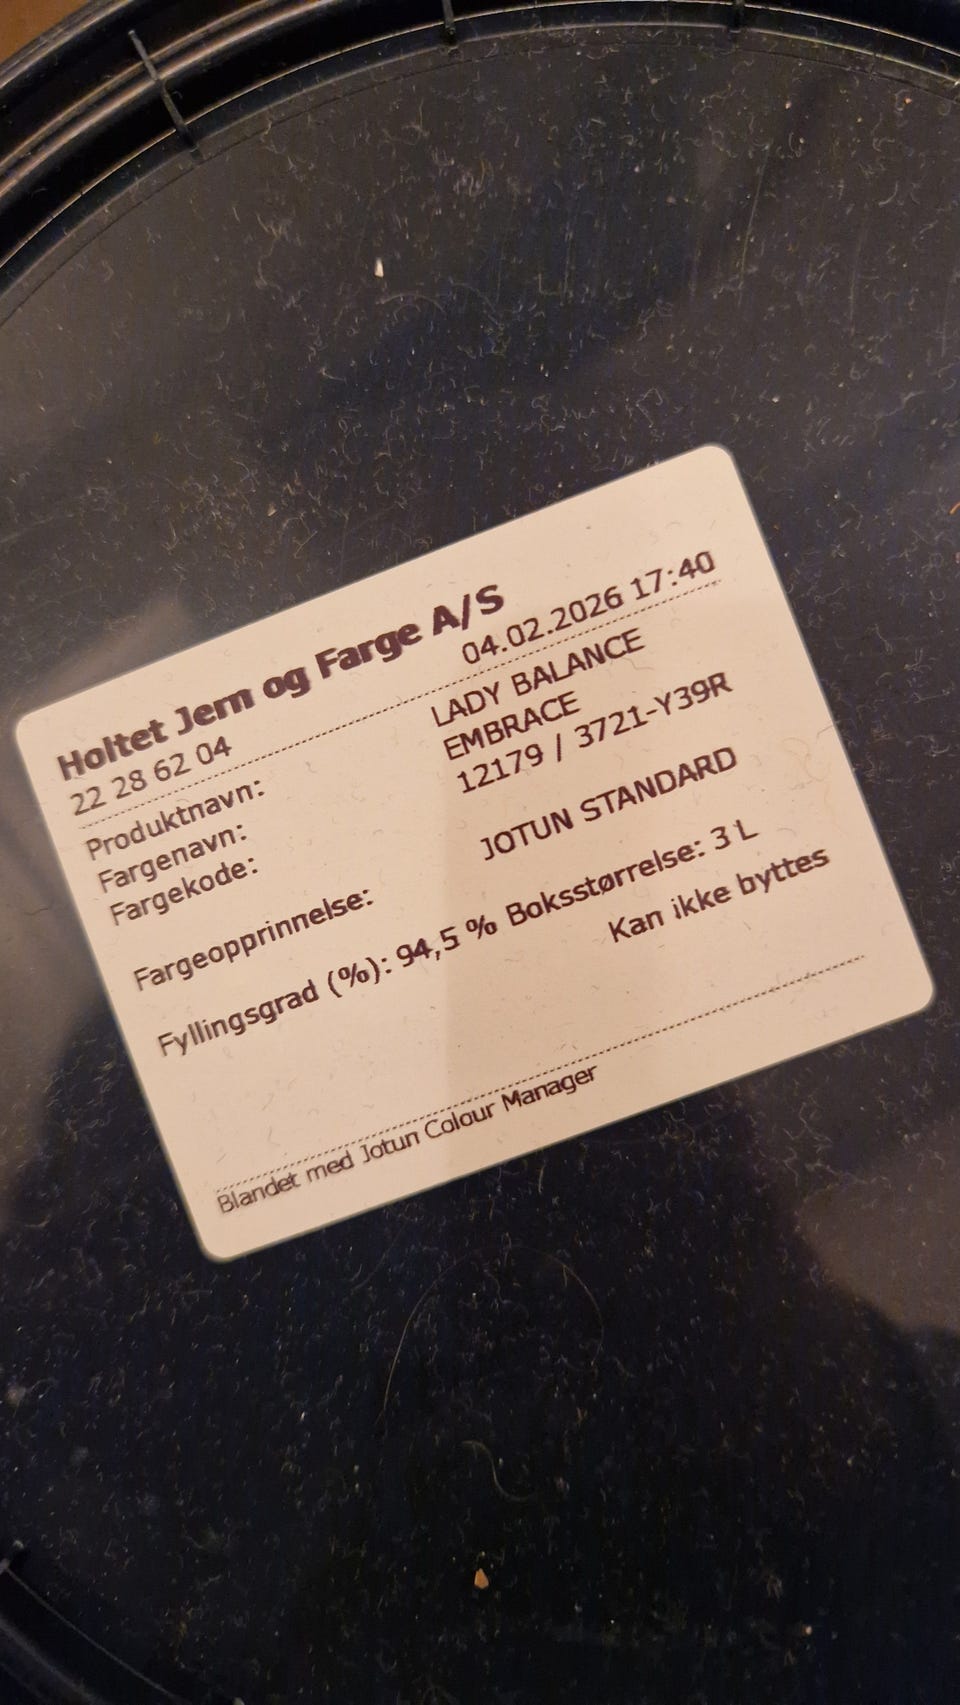 Holtet Jern og Farge A/S
22 28 62 04 04.02.2026 17:40
Produktnavn: LADY BALANCE
Fargenavn: EMBRACE
Fargekode: 12179 / 3721-Y39R
Fargeopprinnelse: JOTUN STANDARD
Fyllingsgrad (%): 94,5 % Boksstørrelse: 3 L
Kan ikke byttes
Blandet med Jotun Colour Manager